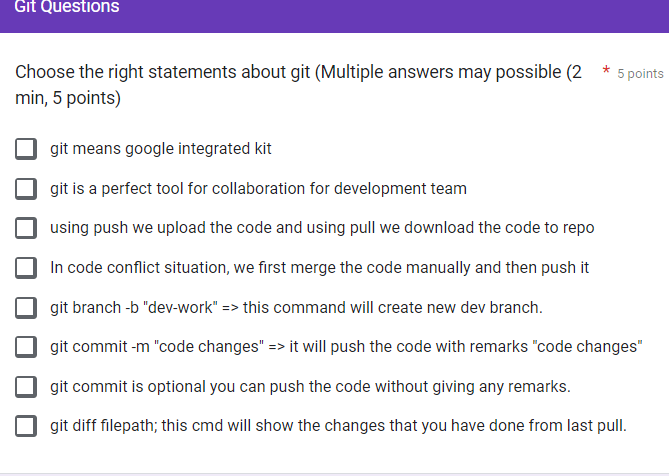 Git Questions
Choose the right statements about git (Multiple answers may possible (2 * 5 points
min, 5 points)
git means google integrated kit
git is a perfect tool for collaboration for development team
using push we upload the code and using pull we download the code to repo
In code conflict situation, we first merge the code manually and then push it
git branch -b "dev-work" => this command will create new dev branch.
git commit -m "code changes" => it will push the code with remarks "code changes"
git commit is optional you can push the code without giving any remarks.
git diff filepath; this cmd will show the changes that you have done from last pull.